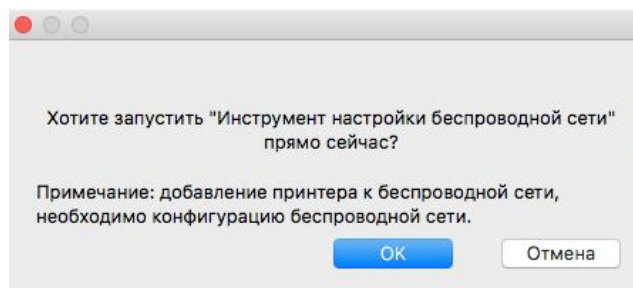 Хотите запустить "Инструмент настройки беспроводной сети"
прямо сейчас?
Примечание: добавление принтера к беспроводной сети,
необходимо конфигурацию беспроводной сети.
OK
Отмена